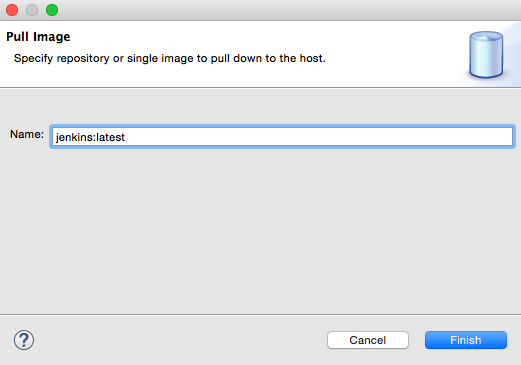 Pull Image
Specify repository or single image to pull down to the host.
Name: jenkins:latest
? Cancel Finish